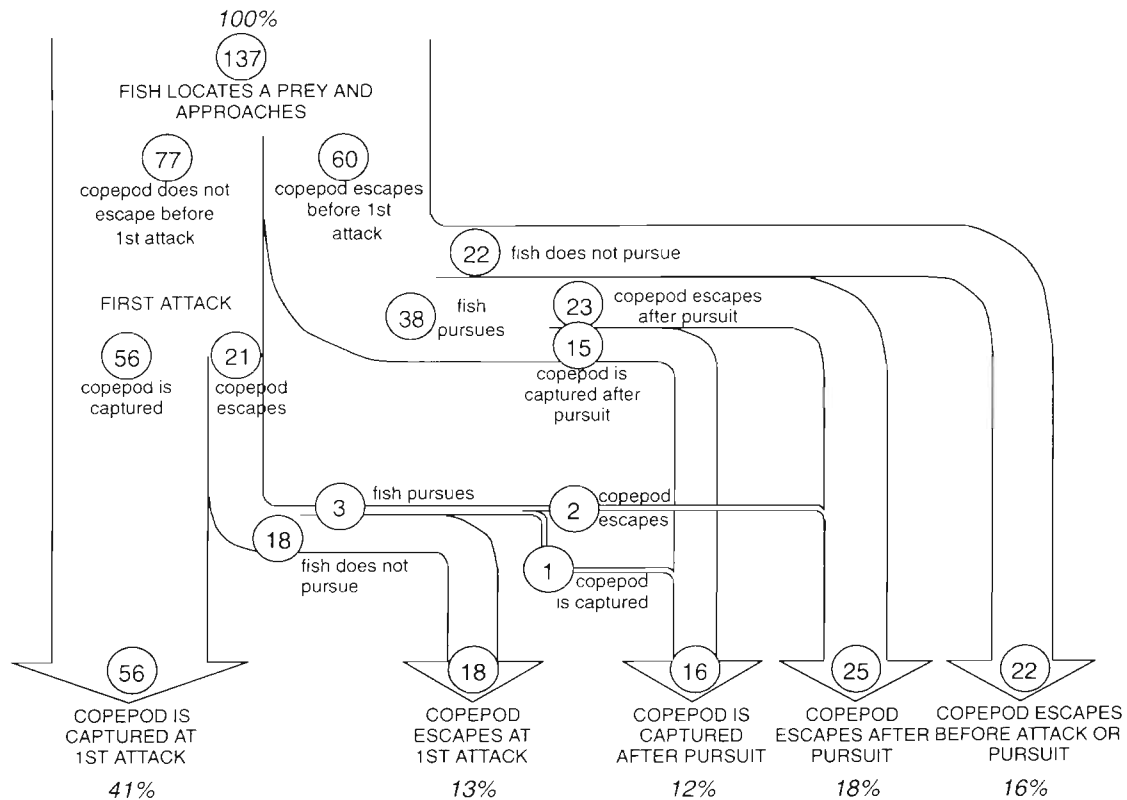 100%
137
FISH LOCATES A PREY AND
APPROACHES
77
copepod does not
escape before
1st attack
60
copepod escapes
before 1st
attack
22
fish does not pursue
38
fish
pursues
23
copepod escapes
after pursuit
15
copepod is
captured after
pursuit
FIRST ATTACK
56
copepod is
captured
21
copepod
escapes
3
fish pursues
2
copepod
escapes
18
fish does not
pursue
1
copepod
is captured
56
COPEPOD IS
CAPTURED AT
1ST ATTACK
41%
18
COPEPOD
ESCAPES AT
1ST ATTACK
13%
16
COPEPOD IS
CAPTURED
AFTER PURSUIT
12%
25
COPEPOD
ESCAPES AFTER
PURSUIT
18%
22
COPEPOD ESCAPES
BEFORE ATTACK OR
PURSUIT
16%